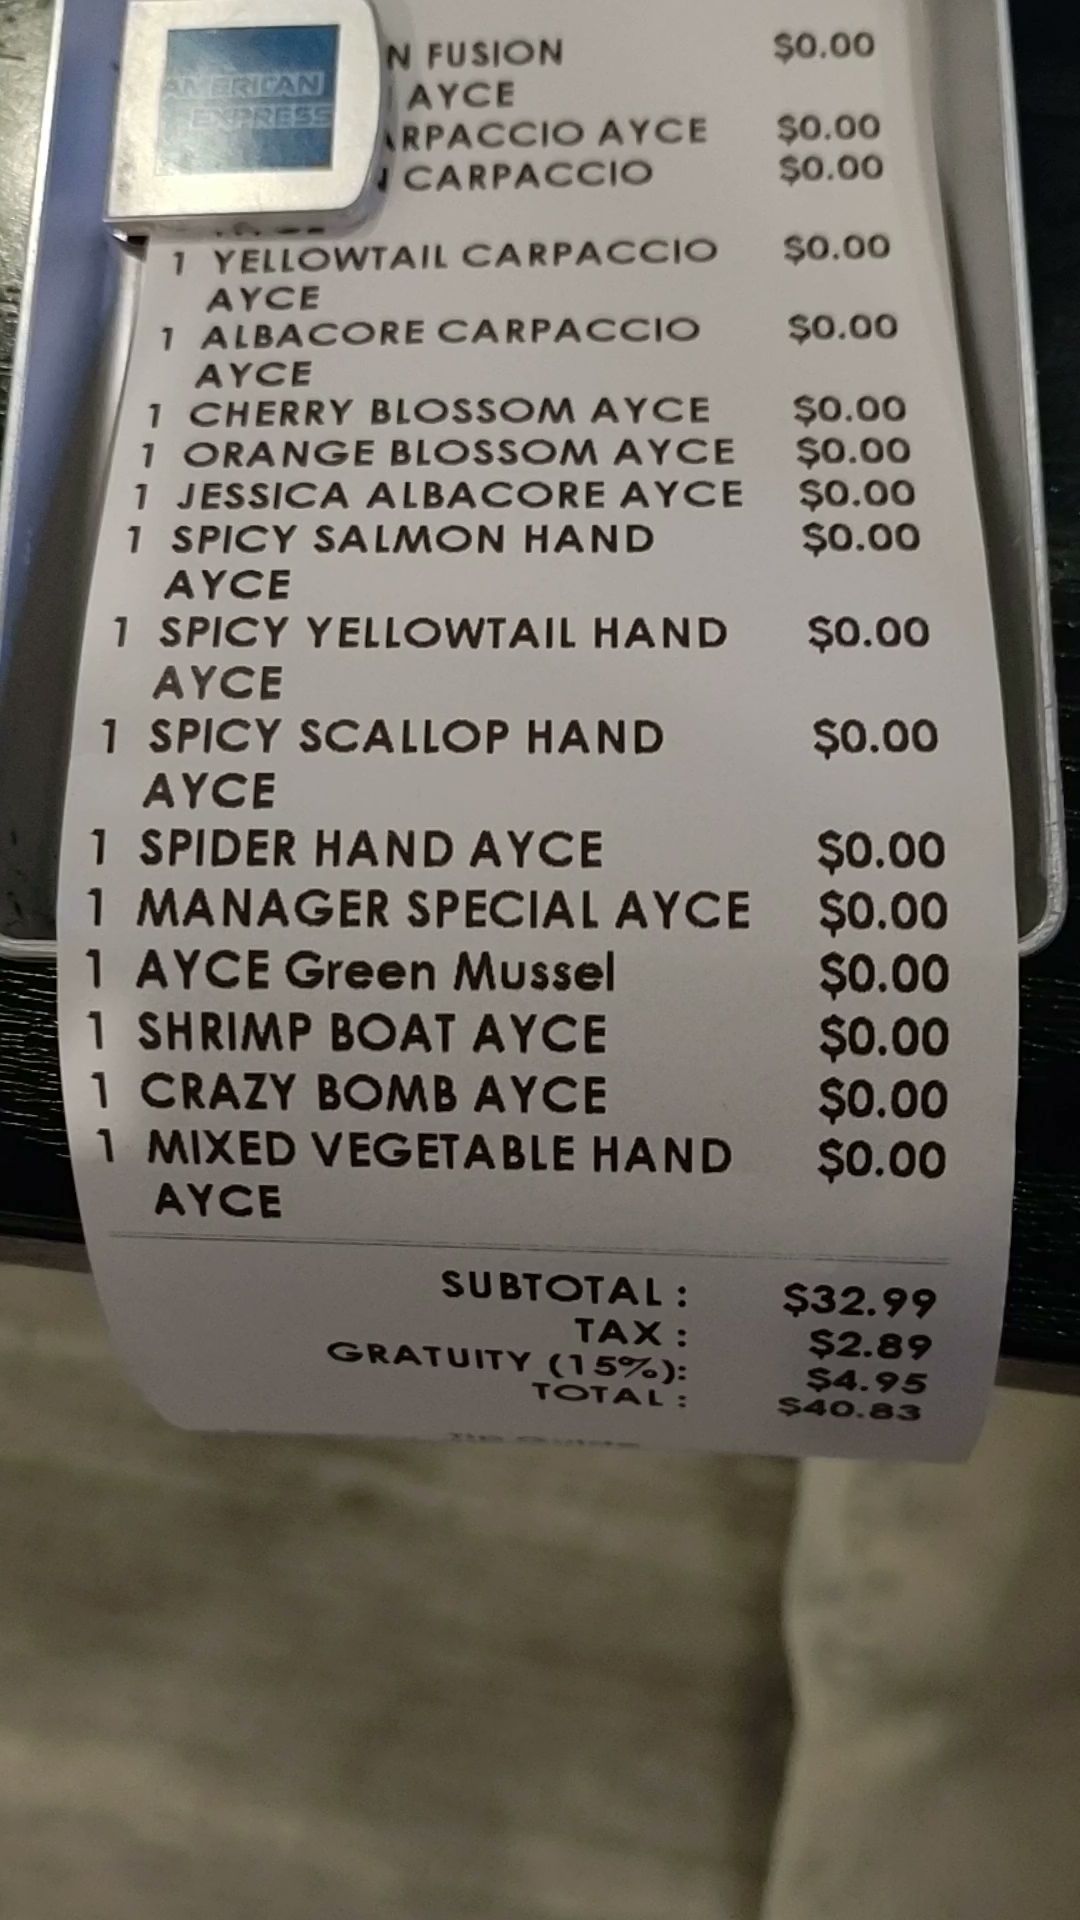 AMERICAN
EXPRESS
N FUSION $0.00
AYCE
RPACCIO AYCE $0.00
CARPACCIO $0.00
1 YELLOWTAIL CARPACCIO $0.00
AYCE
1 ALBACORE CARPACCIO $0.00
AYCE
1 CHERRY BLOSSOM AYCE $0.00
1 ORANGE BLOSSOM AYCE $0.00
1 JESSICA ALBACORE AYCE $0.00
1 SPICY SALMON HAND $0.00
AYCE
1 SPICY YELLOWTAIL HAND $0.00
AYCE
1 SPICY SCALLOP HAND $0.00
AYCE
1 SPIDER HAND AYCE $0.00
1 MANAGER SPECIAL AYCE $0.00
1 AYCE Green Mussel $0.00
1 SHRIMP BOAT AYCE $0.00
1 CRAZY BOMB AYCE $0.00
1 MIXED VEGETABLE HAND $0.00
AYCE
SUBTOTAL : $32.99
TAX : $2.89
GRATUITY (15%): $4.95
TOTAL : $40.83